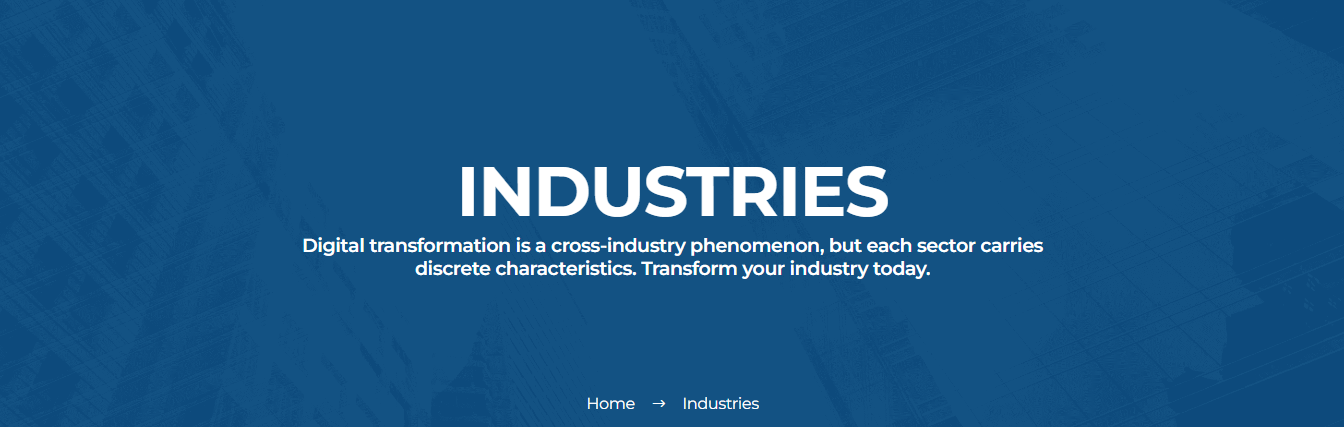 INDUSTRIES
Digital transformation is a cross-industry phenomenon, but each sector carries
discrete characteristics. Transform your industry today.
Home → Industries